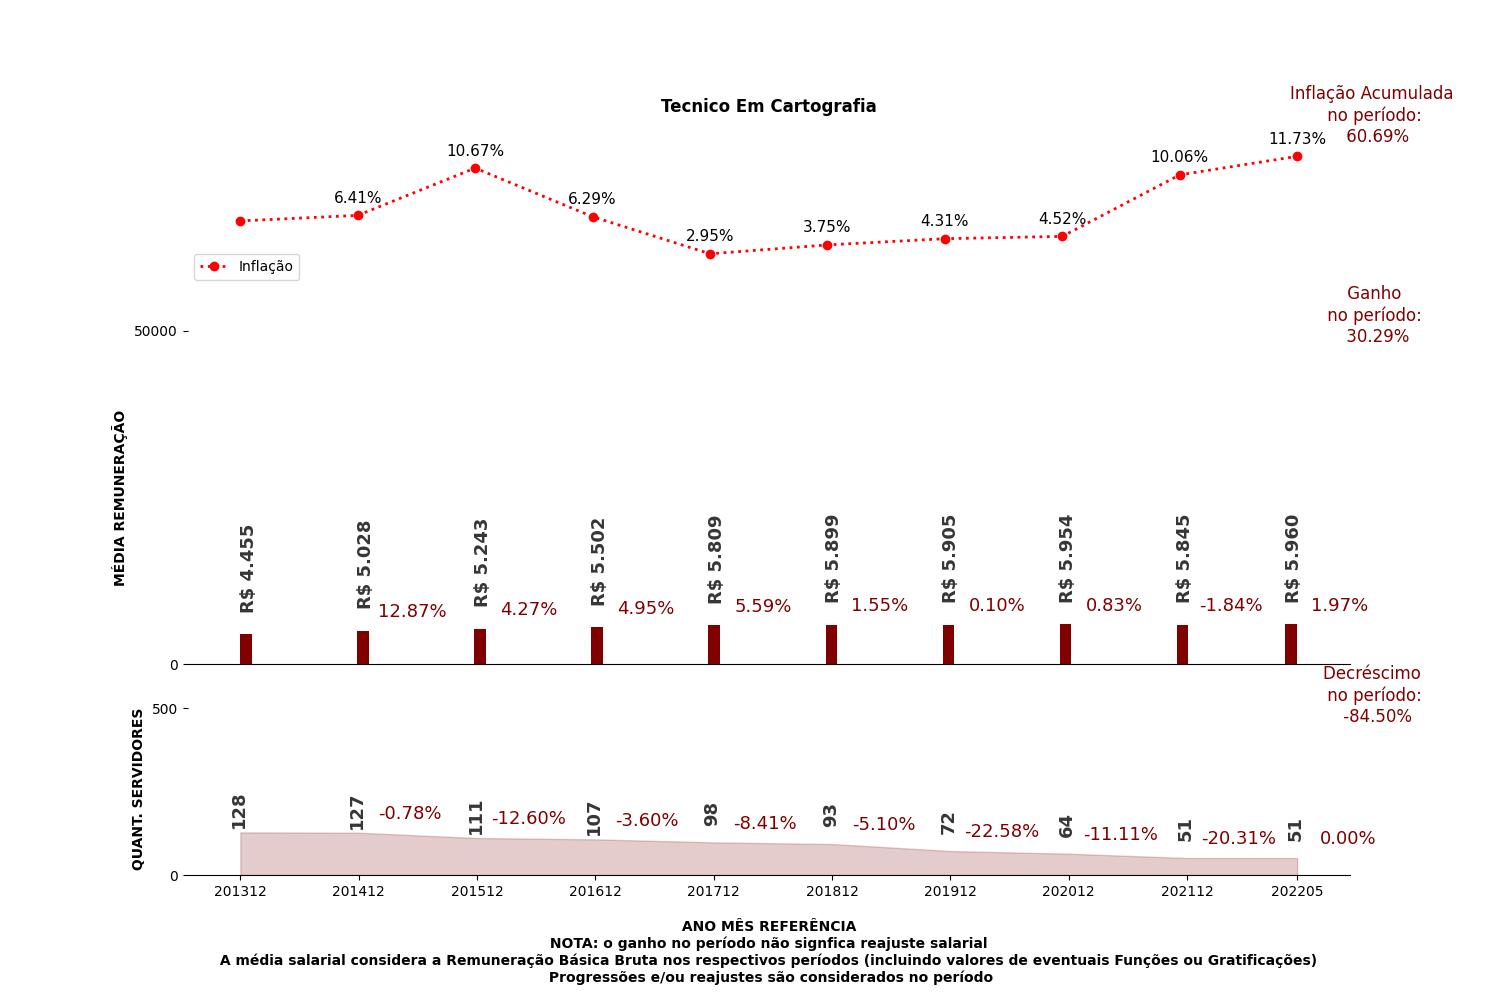 Tecnico Em Cartografia
Inflação Acumulada
no período:
60.69%
6.41%
10.67%
6.29%
2.95%
3.75%
4.31%
4.52%
10.06%
11.73%
Inflação
Ganho
no período:
30.29%
50000
0
MÉDIA REMUNERAÇÃO
R$ 4.455
R$ 5.028
R$ 5.243
R$ 5.502
R$ 5.809
R$ 5.899
R$ 5.905
R$ 5.954
R$ 5.845
R$ 5.960
12.87%
4.27%
4.95%
5.59%
1.55%
0.10%
0.83%
-1.84%
1.97%
Decréscimo
no período:
-84.50%
500
0
QUANT. SERVIDORES
128
127
111
107
98
93
72
64
51
51
-0.78%
-12.60%
-3.60%
-8.41%
-5.10%
-22.58%
-11.11%
-20.31%
0.00%
201312
201412
201512
201612
201712
201812
201912
202012
202112
202205
ANO MÊS REFERÊNCIA
NOTA: o ganho no período não signfica reajuste salarial
A média salarial considera a Remuneração Básica Bruta nos respectivos períodos (incluindo valores de eventuais Funções ou Gratificações)
Progressões e/ou reajustes são considerados no período